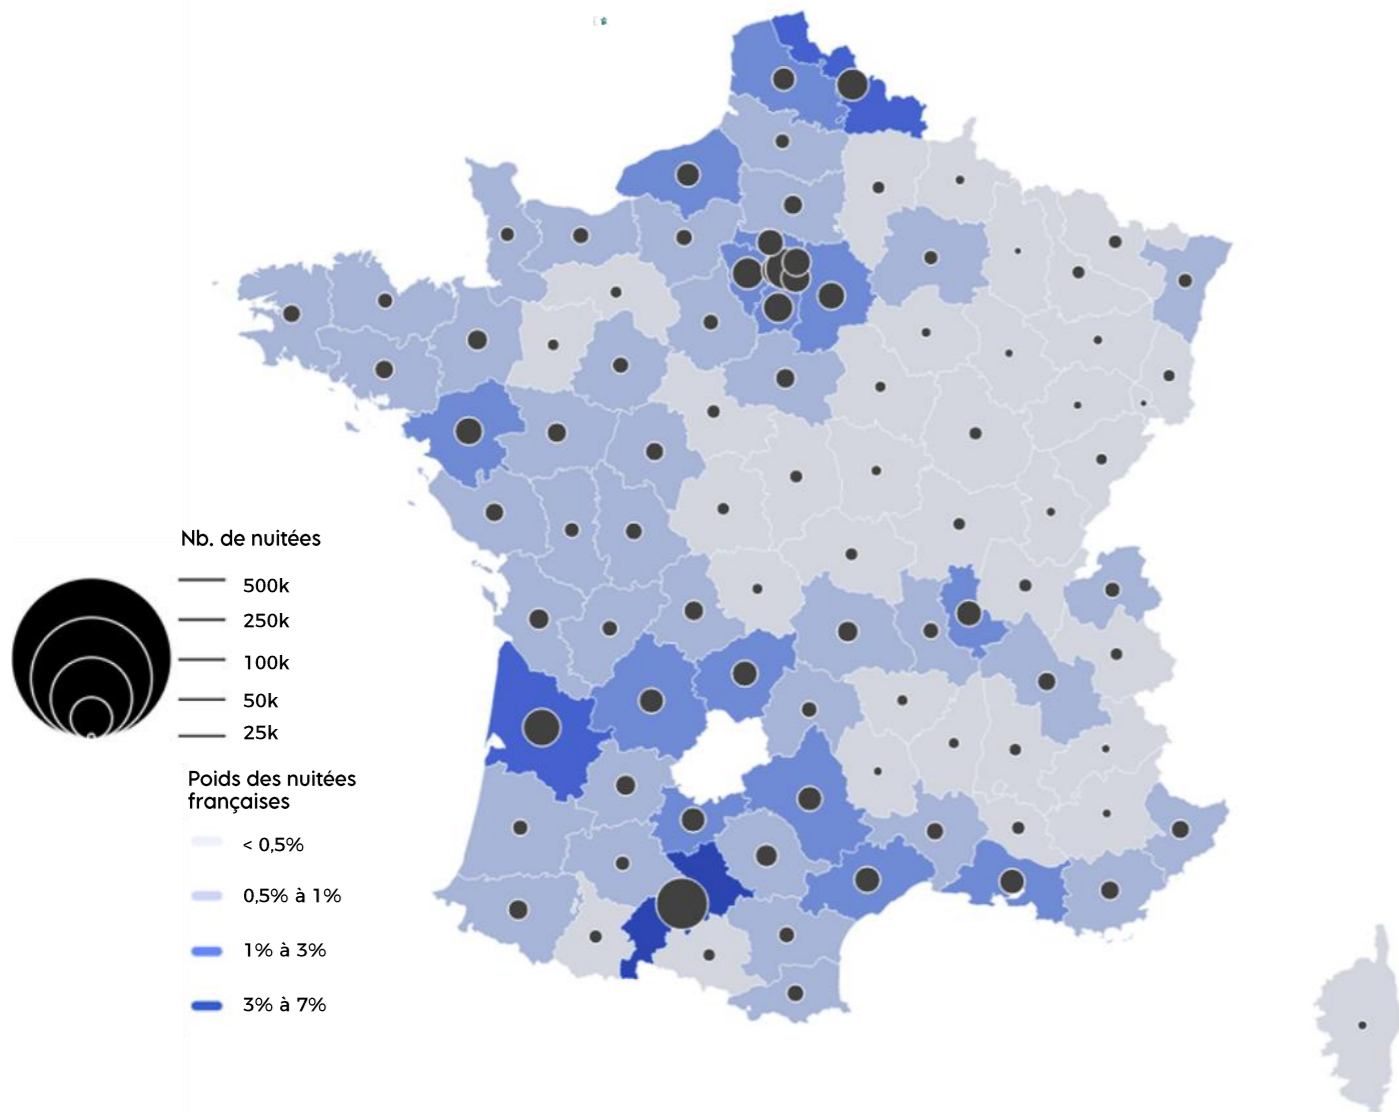 Nb. de nuitées
500k
250k
100k
50k
25k
Poids des nuitées
françaises
< 0,5%
0,5% à 1%
1% à 3%
3% à 7%